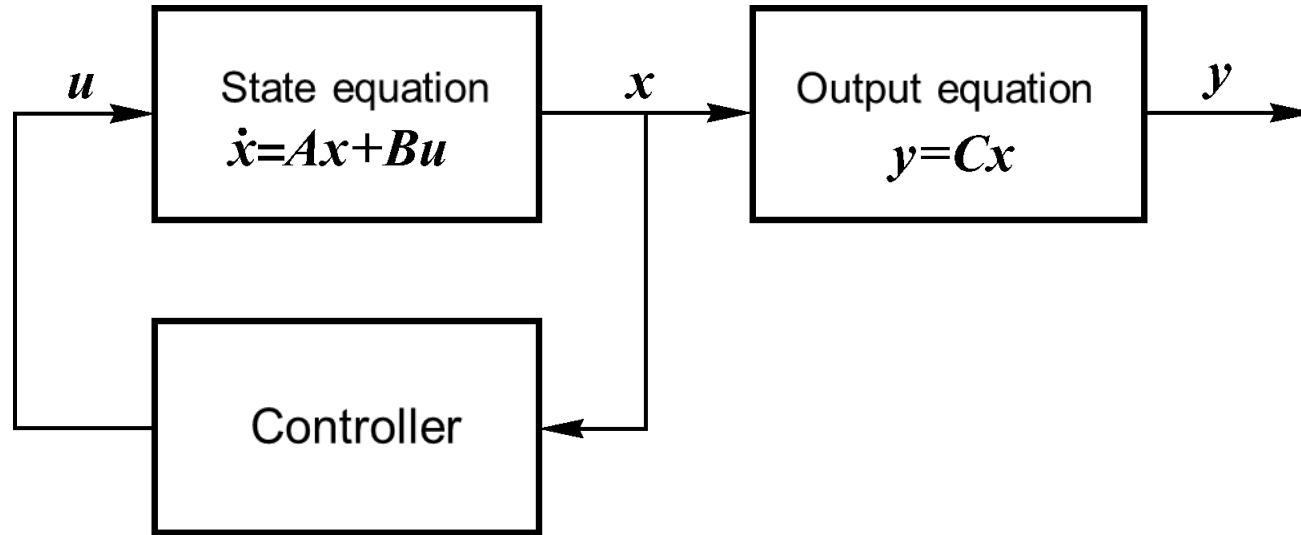 u
State equation
ẋ=Ax+Bu
x
Output equation
y=Cx
y
Controller